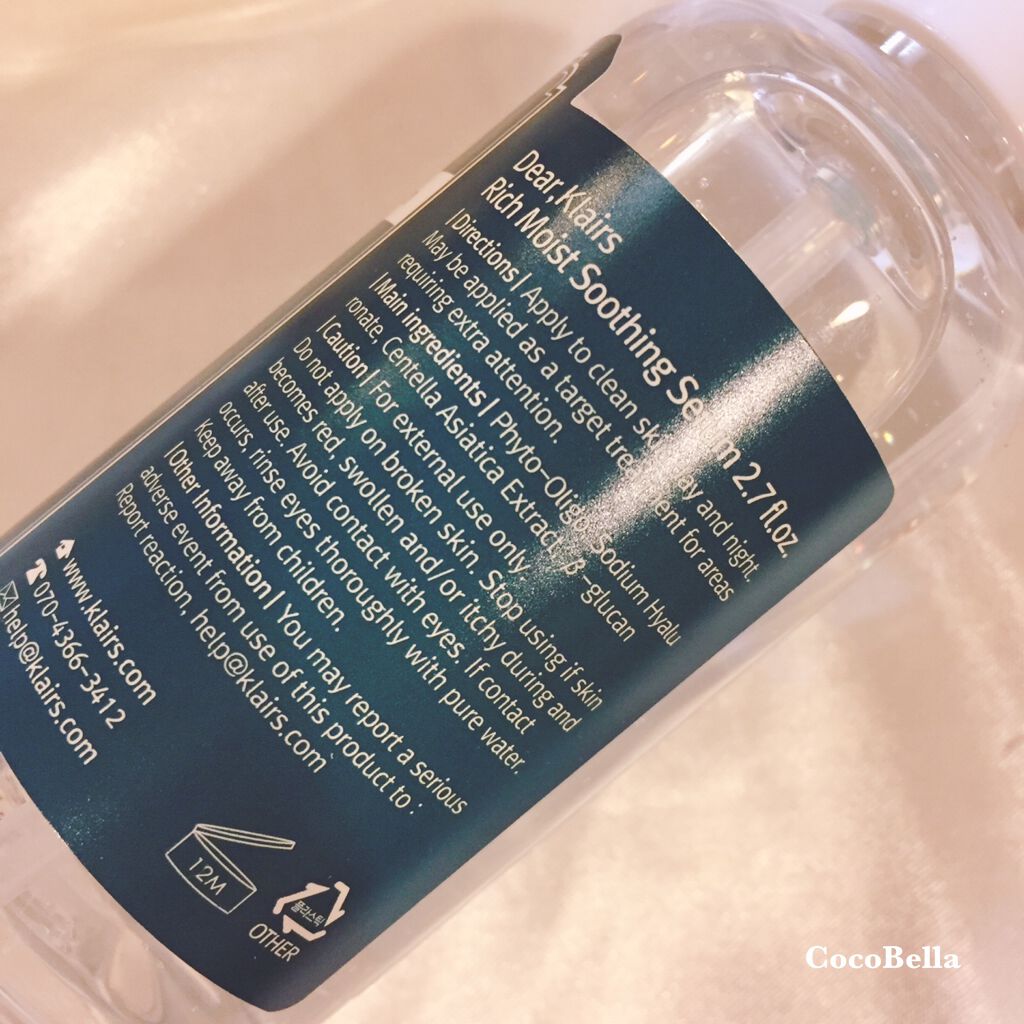 Dear, Klairs
Rich Moist Soothing Serum 2.7 fl.oz.
| Directions | Apply to clean skin day and night.
May be applied as a target treatment for areas
requiring extra attention.
| Main ingredients | Phyto-Oligo, Sodium Hyalu
ronate, Centella Asiatica Extract, β-glucan
| Caution | For external use only.
Do not apply on broken skin. Stop using if skin
becomes red, swollen and/or itchy during and
after use. Avoid contact with eyes. If contact
occurs, rinse eyes thoroughly with pure water.
Keep away from children.
| Other Information | You may report a serious
adverse event from use of this product to :
Report reaction, help@klairs.com
www.klairs.com
070-4366-3412
help@klairs.com
12M
플라스틱
OTHER
CocoBella